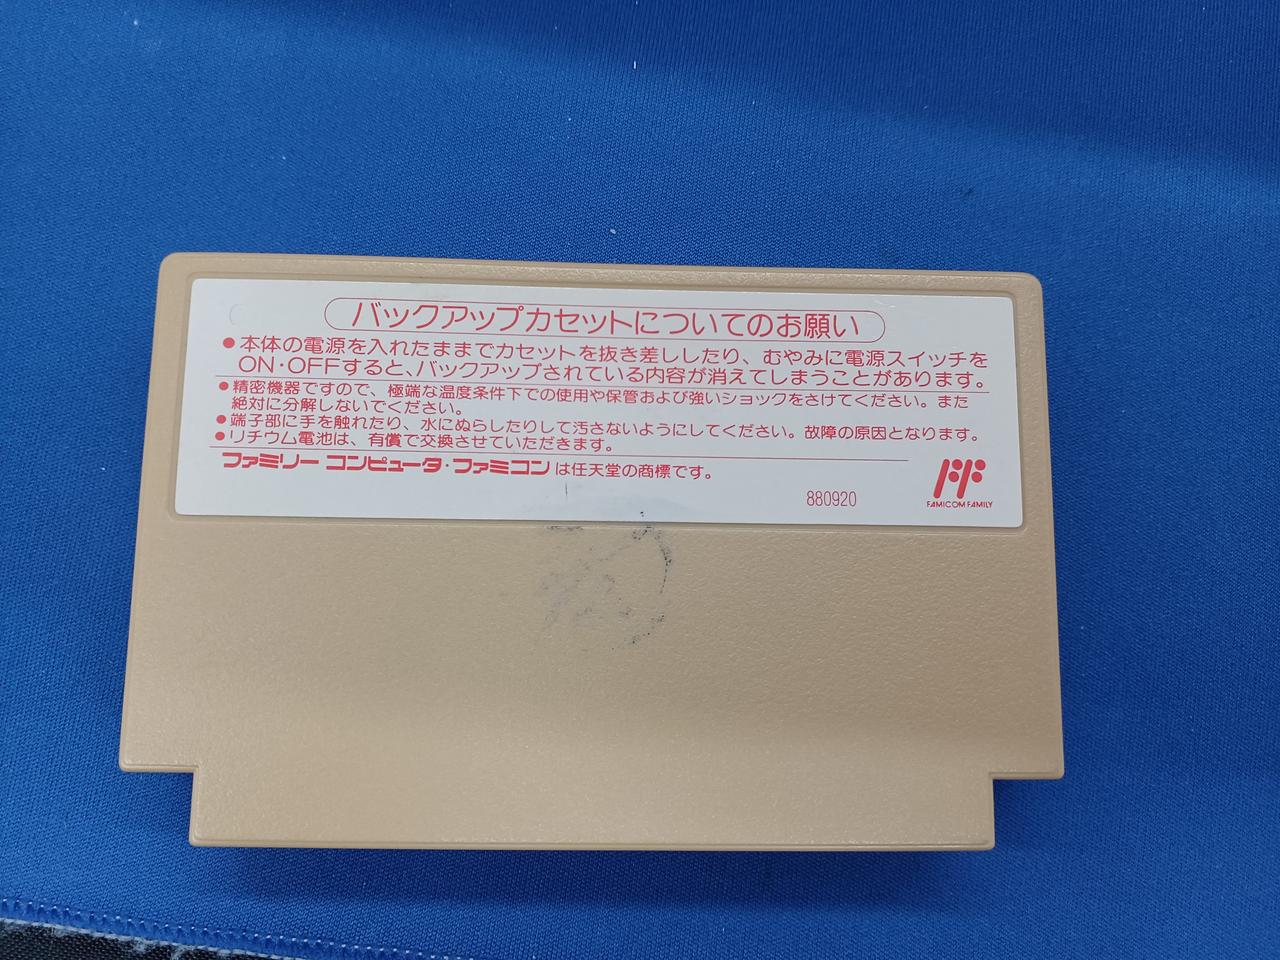 バックアップカセットについてのお願い
●本体の電源を入れたままでカセットを抜き差ししたり、むやみに電源スイッチを
ON·OFFすると、バックアップされている内容が消えてしまうことがあります。
●精密機器ですので、極端な温度条件下での使用や保管および強いショックをさけてください。また
絶対に分解しないでください。
●端子部に手を触れたり、水にぬらしたりして汚さないようにしてください。故障の原因となります。
●リチウム電池は、有償で交換させていただきます。
ファミリー コンピュータ·ファミコン は任天堂の商標です。
880920
FAMICOM FAMILY